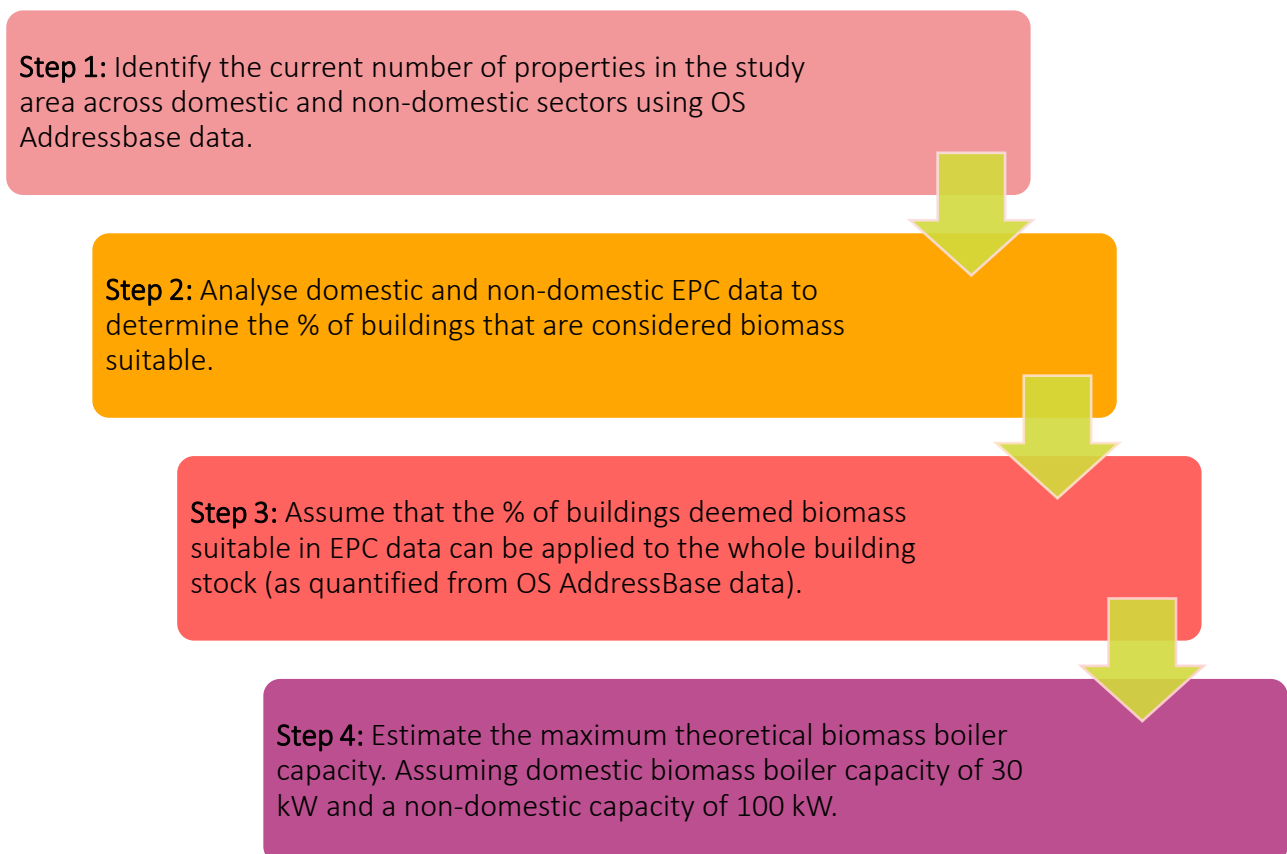 Step 1: Identify the current number of properties in the study
area across domestic and non-domestic sectors using OS
Addressbase data.
Step 2: Analyse domestic and non-domestic EPC data to
determine the % of buildings that are considered biomass
suitable.
Step 3: Assume that the % of buildings deemed biomass
suitable in EPC data can be applied to the whole building
stock (as quantified from OS AddressBase data).
Step 4: Estimate the maximum theoretical biomass boiler
capacity. Assuming domestic biomass boiler capacity of 30
kW and a non-domestic capacity of 100 kW.